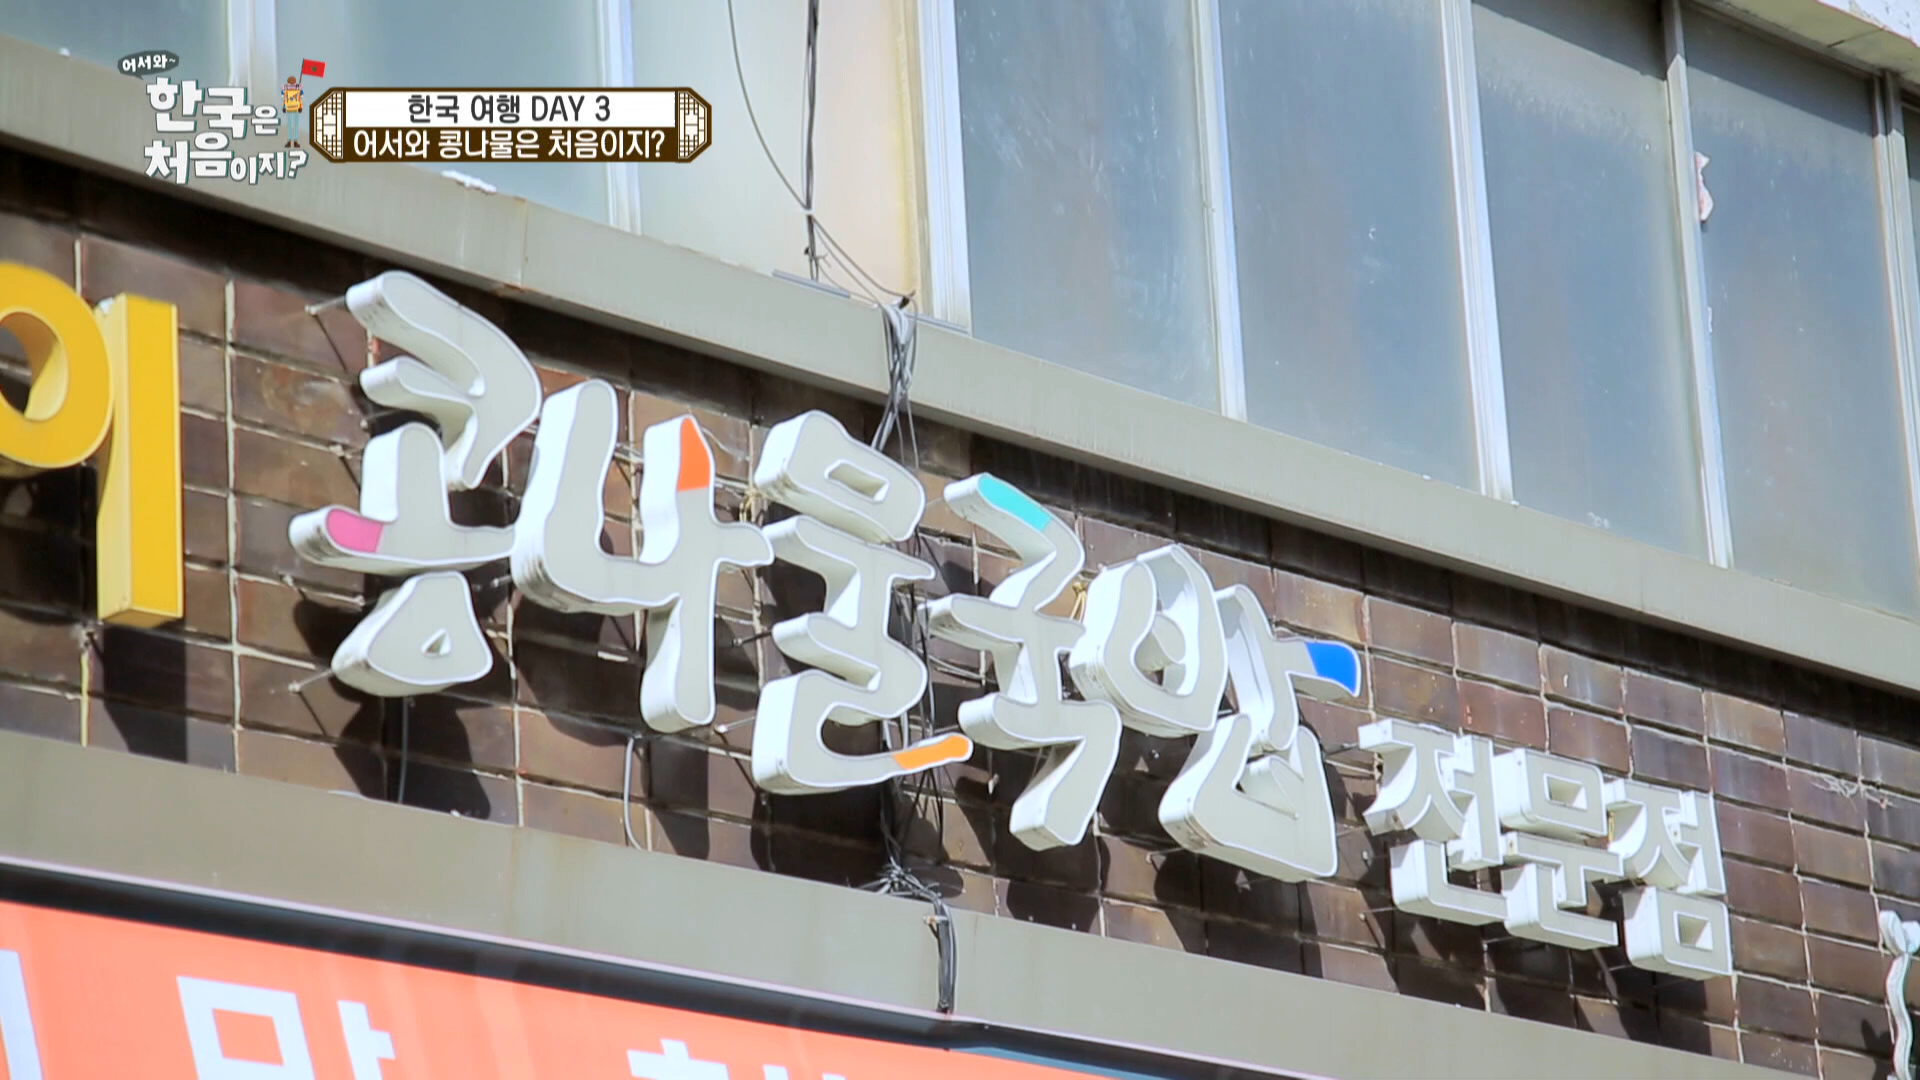 어서와~
한국은
처음이지?
한국 여행 DAY 3
어서와 콩나물은 처음이지?
이
콩나물국밥 전문점